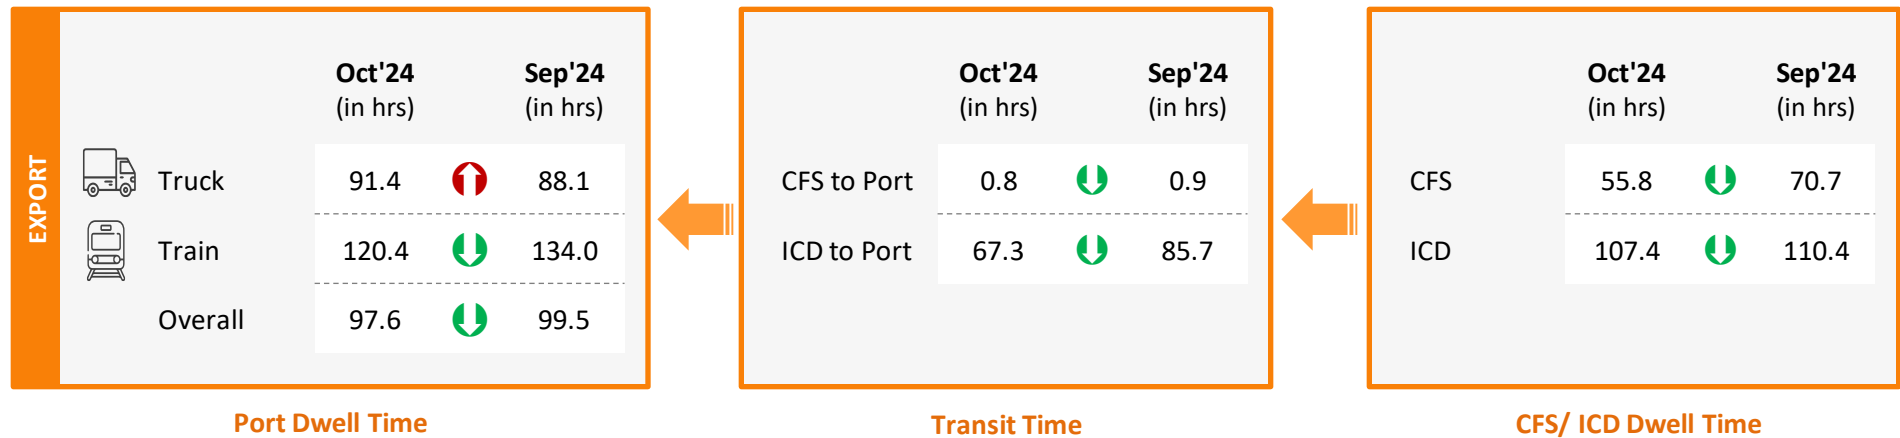 EXPORT
Oct'24 Sep'24
(in hrs) (in hrs)
Truck 91.4 88.1
Train 120.4 134.0
Overall 97.6 99.5
Port Dwell Time
Oct'24 Sep'24
(in hrs) (in hrs)
CFS to Port 0.8 0.9
ICD to Port 67.3 85.7
Transit Time
Oct'24 Sep'24
(in hrs) (in hrs)
CFS 55.8 70.7
ICD 107.4 110.4
CFS/ ICD Dwell Time